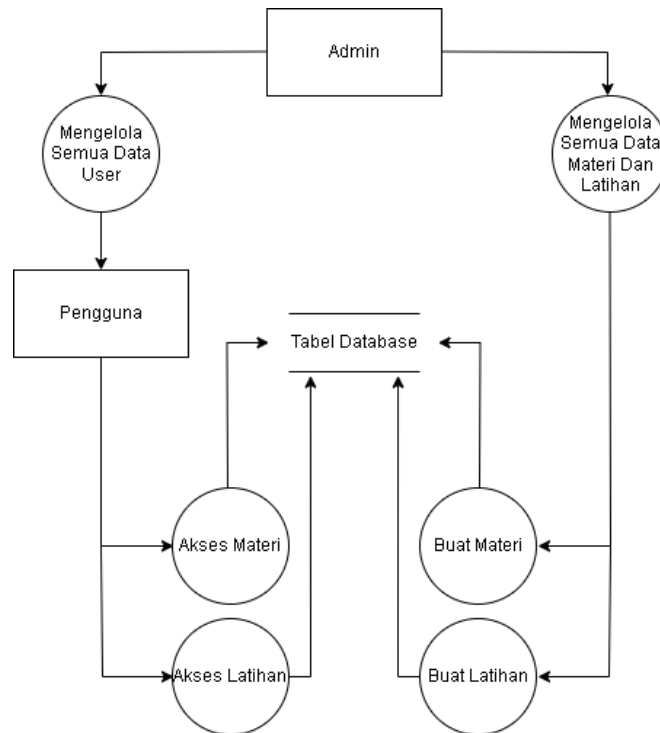 Admin
Mengelola
Semua Data
User
Mengelola
Semua Data
Materi Dan
Latihan
Pengguna
Tabel Database
Akses Materi
Buat Materi
Akses Latihan
Buat Latihan